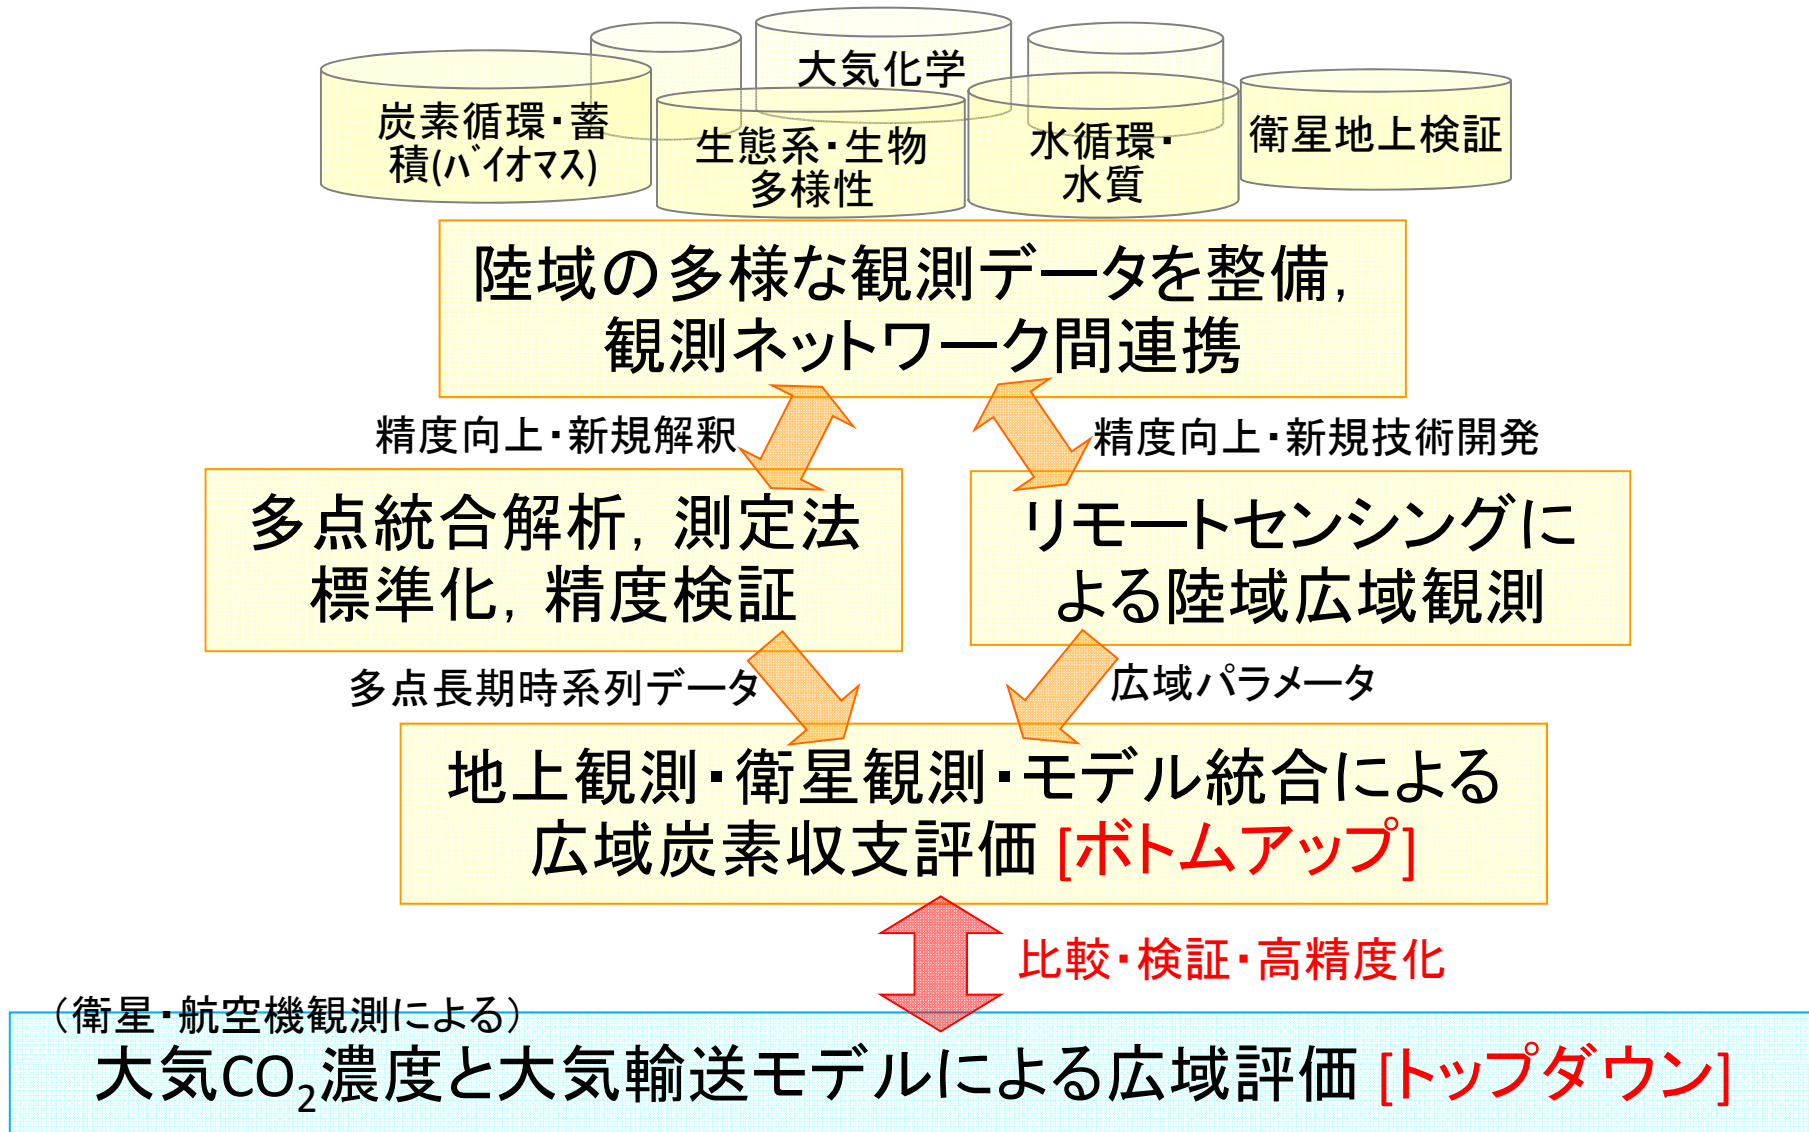 大気化学
炭素循環・蓄
積(ﾊﾞｲｵﾏｽ)
生態系・生物
多様性
水循環・
水質
衛星地上検証
陸域の多様な観測データを整備，
観測ネットワーク間連携
精度向上・新規解釈
精度向上・新規技術開発
多点統合解析，測定法
標準化，精度検証
リモートセンシングに
よる陸域広域観測
多点長期時系列データ
広域パラメータ
地上観測・衛星観測・モデル統合による
広域炭素収支評価 [ボトムアップ]
比較・検証・高精度化
（衛星・航空機観測による）
大気CO₂濃度と大気輸送モデルによる広域評価 [トップダウン]